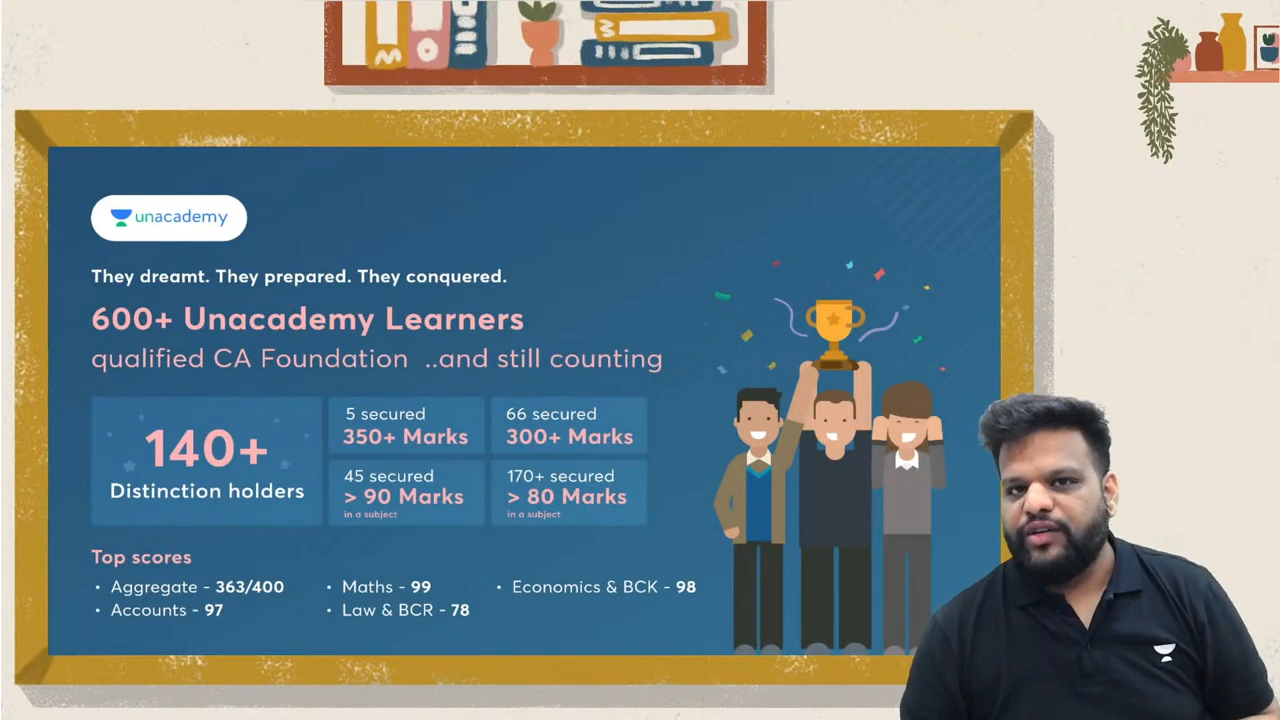 unacademy
They dreamt. They prepared. They conquered.
600+ Unacademy Learners
qualified CA Foundation ..and still counting
140+
Distinction holders
5 secured
350+ Marks
66 secured
300+ Marks
45 secured
> 90 Marks
in a subject
170+ secured
> 80 Marks
in a subject
Top scores
• Aggregate - 363/400
• Maths - 99
• Economics & BCK - 98
• Accounts - 97
• Law & BCR - 78